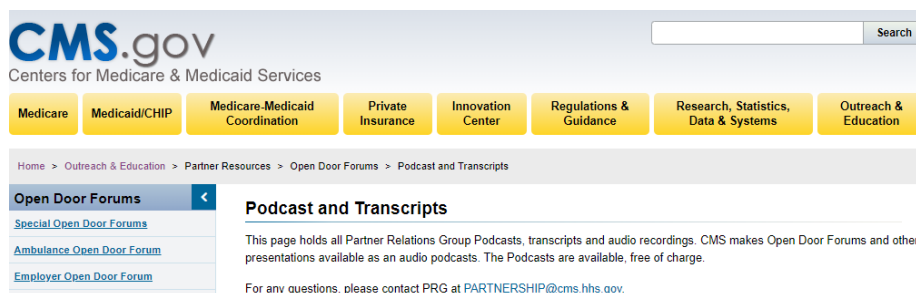 CMS.gov
Search
Centers for Medicare & Medicaid Services
Medicare
Medicaid/CHIP
Medicare-Medicaid
Coordination
Private
Insurance
Innovation
Center
Regulations &
Guidance
Research, Statistics,
Data & Systems
Outreach &
Education
Home > Outreach & Education > Partner Resources > Open Door Forums > Podcast and Transcripts
Open Door Forums
Special Open Door Forums
Ambulance Open Door Forum
Employer Open Door Forum
Podcast and Transcripts
This page holds all Partner Relations Group Podcasts, transcripts and audio recordings. CMS makes Open Door Forums and other
presentations available as an audio podcasts. The Podcasts are available, free of charge.
For any questions, please contact PRG at PARTNERSHIP@cms.hhs.gov.